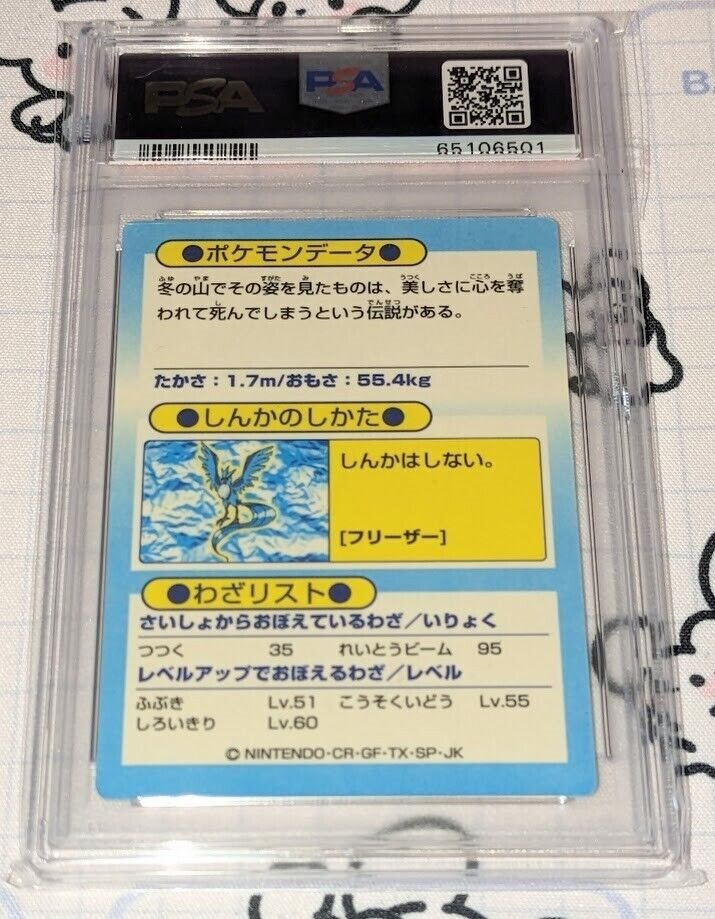 PSA
PSA
65106501
B
●ポケモンデータ●
冬の山でその姿を見たものは、美しさに心を奪
われて死んでしまうという伝説がある。
たかさ：1.7m/おもさ：55.4kg
●しんかのしかた●
しんかはしない。
[フリーザー]
●わざリスト●
さいしょからおぼえているわざ／いりょく
つつく 35 れいとうビーム 95
レベルアップでおぼえるわざ／レベル
ふぶき Lv.51 こうそくいどう Lv.55
しろいきり Lv.60
© NINTENDO･CR･GF･TX･SP･JK